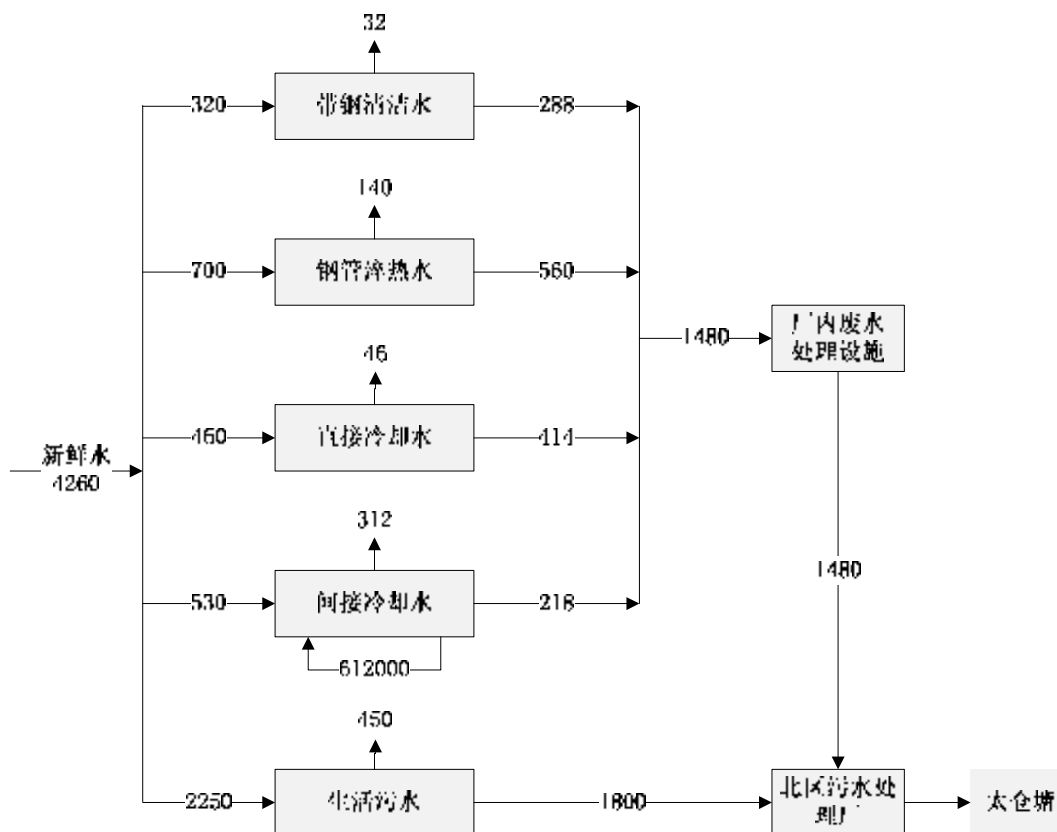 32
320
带钢清洁水
288
140
700
钢管淬热水
560
1480
厂内废水
处理设施
46
460
直接冷却水
414
新鲜水
4260
312
530
间接冷却水
218
1480
612000
450
2250
生活污水
1800
北区污水处
理厂
太仓塘